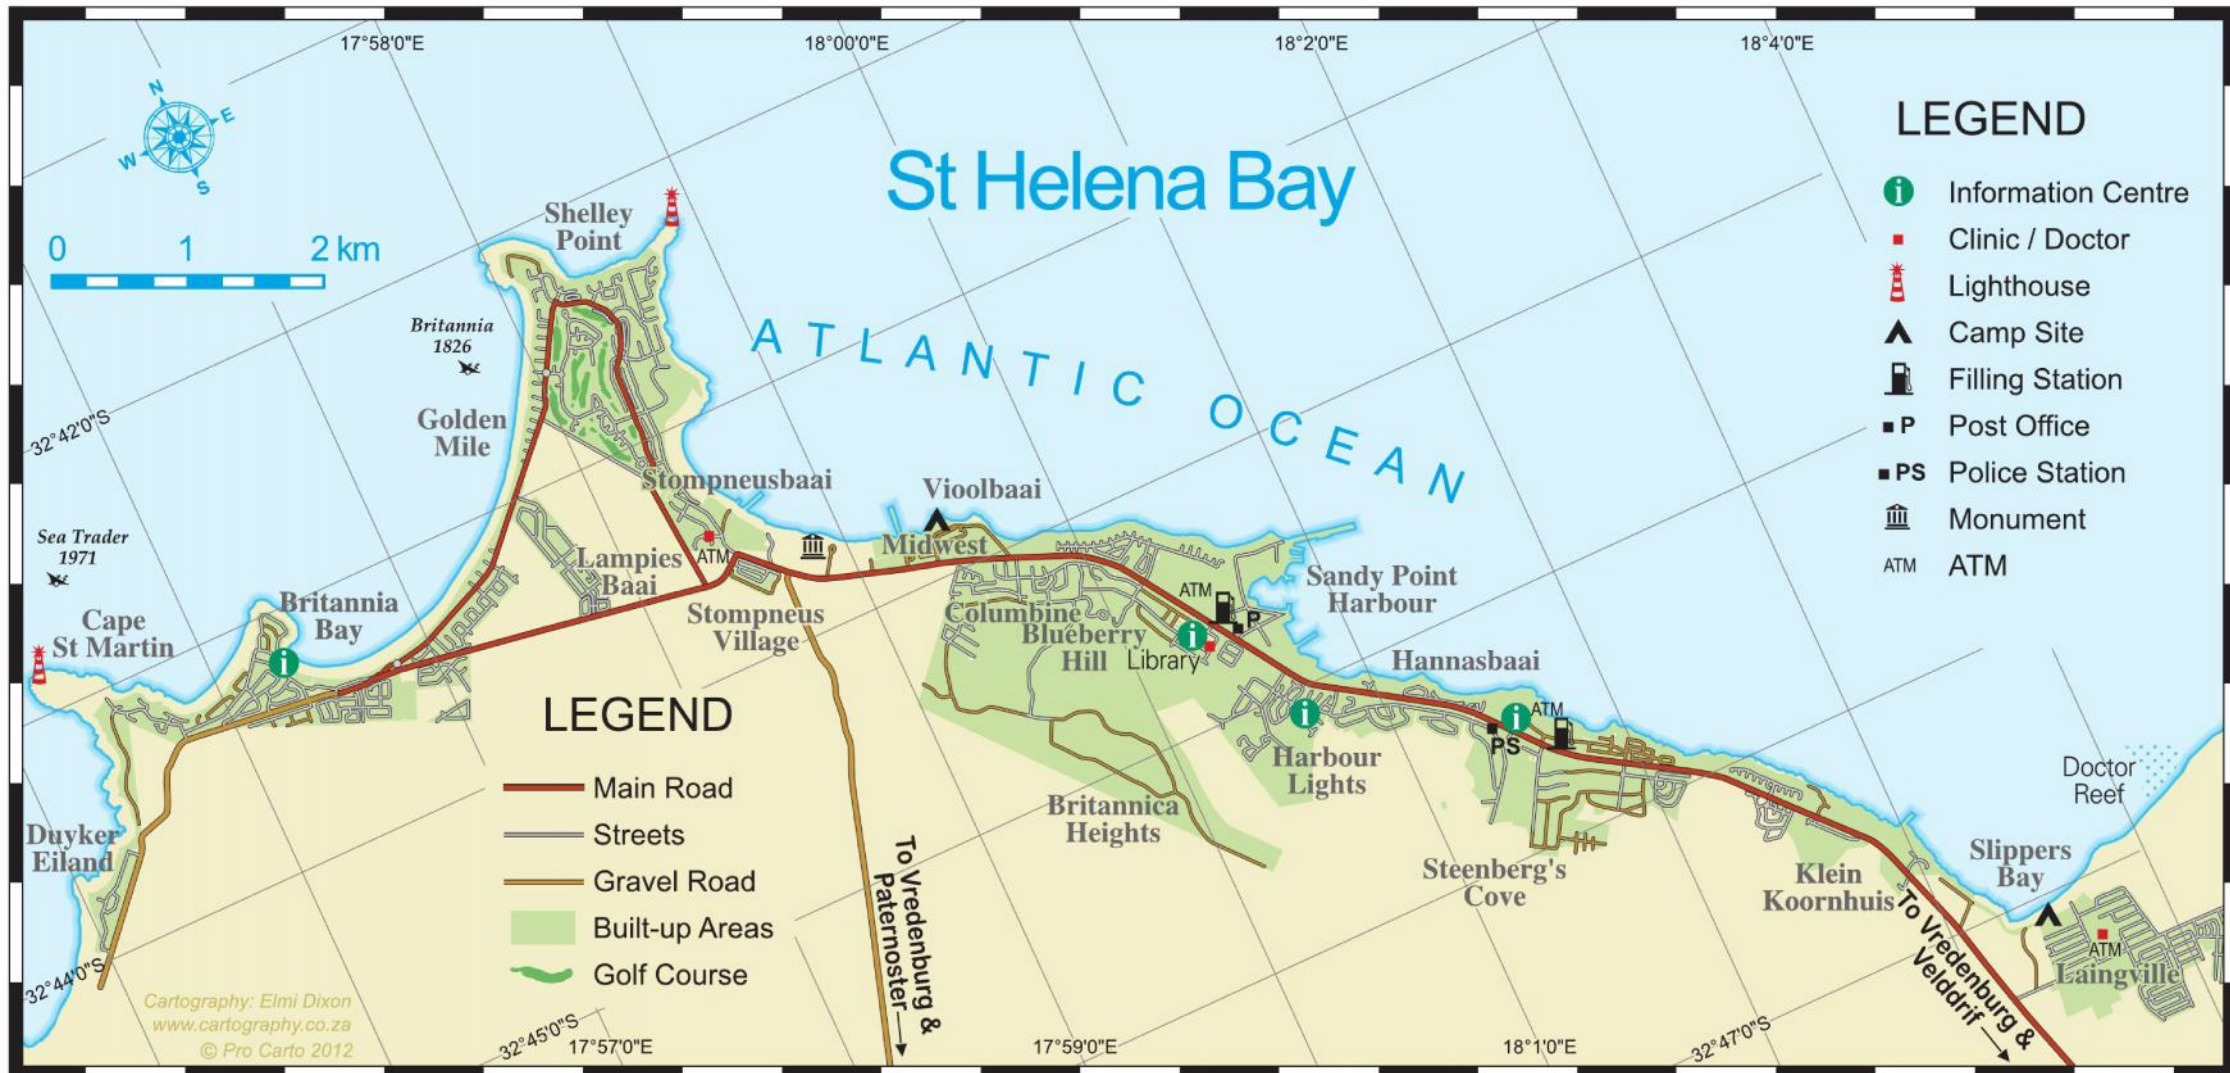 17°58'0"E
18°00'0"E
18°2'0"E
18°4'0"E
N
E
W
S
0 1 2 km
St Helena Bay
ATLANTIC OCEAN
LEGEND
Information Centre
Clinic / Doctor
Lighthouse
Camp Site
Filling Station
P Post Office
PS Police Station
Monument
ATM ATM
Shelley
Point
Britannia
1826
Golden
Mile
32°42'0"S
Stompneusbaai
ATM
Vioolbaai
Midwest
Sea Trader
1971
Cape
St Martin
Britannia
Bay
Lampies
Baai
Stompneus
Village
Columbine
Blueberry
Hill
ATM
P
Library
Sandy Point
Harbour
Hannasbaai
ATM
PS
Harbour
Lights
Britannica
Heights
Steenberg's
Cove
Klein
Koornhuis
Doctor
Reef
Slippers
Bay
ATM
Laingville
Duyker
Eiland
LEGEND
Main Road
Streets
Gravel Road
Built-up Areas
Golf Course
To Vredenburg &
Paternoster
To Vredenburg &
Velddrif
32°44'0"S
Cartography: Elmi Dixon
www.cartography.co.za
© Pro Carto 2012
32°45'0"S
17°57'0"E
17°59'0"E
18°1'0"E
32°47'0"S